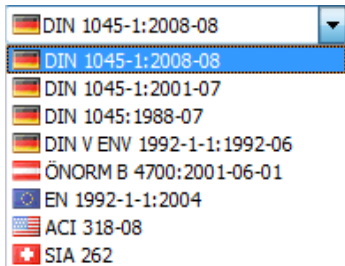 DIN 1045-1:2008-08
DIN 1045-1:2008-08
DIN 1045-1:2001-07
DIN 1045:1988-07
DIN V ENV 1992-1-1:1992-06
ÖNORM B 4700:2001-06-01
EN 1992-1-1:2004
ACI 318-08
SIA 262